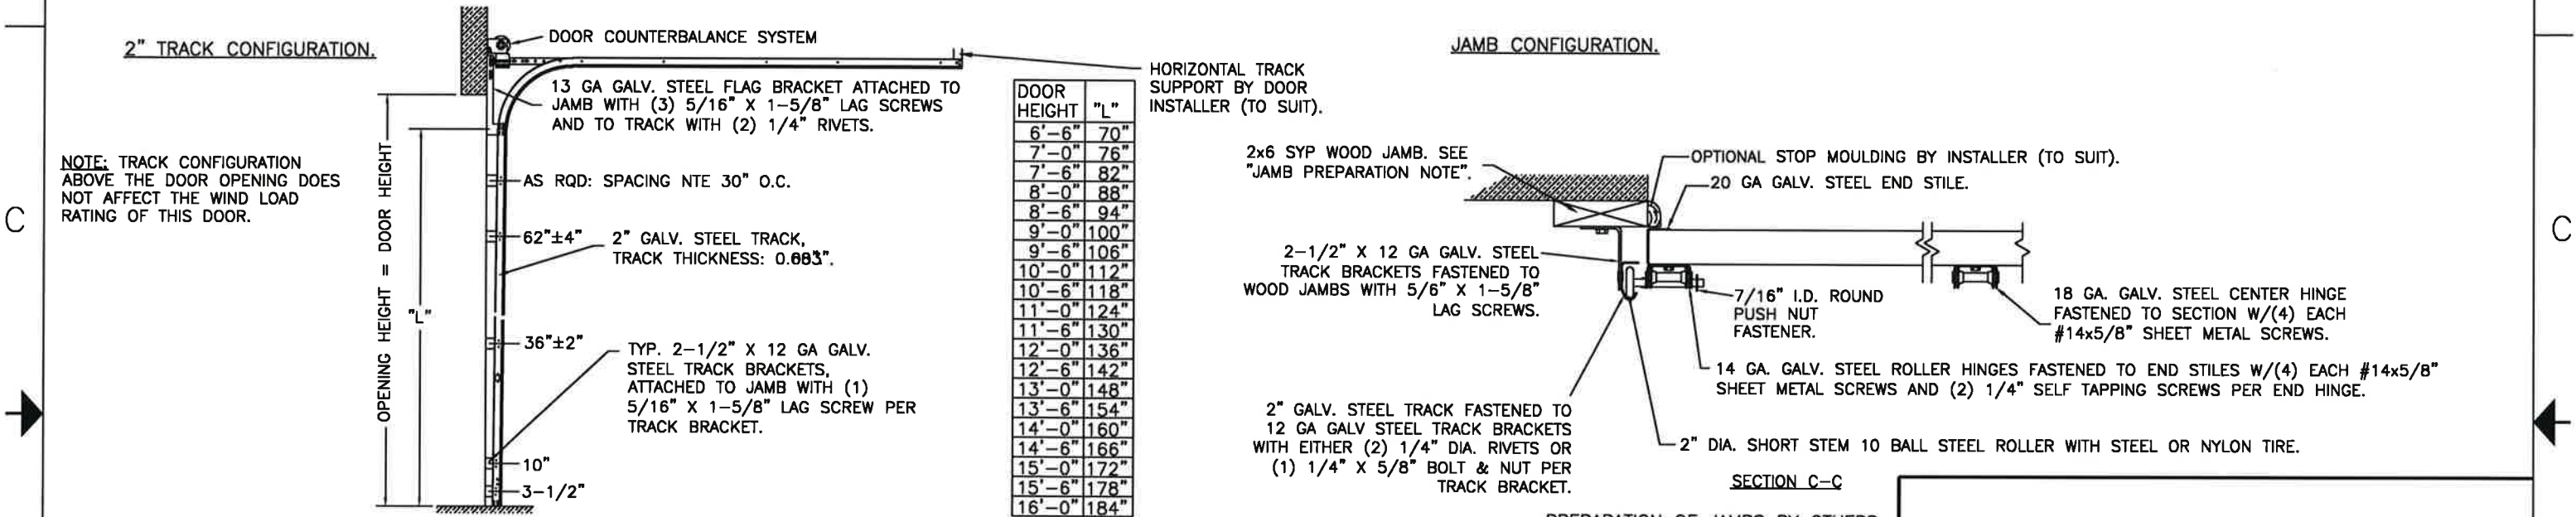 2" TRACK CONFIGURATION.
DOOR COUNTERBALANCE SYSTEM
13 GA GALV. STEEL FLAG BRACKET ATTACHED TO
JAMB WITH (3) 5/16" X 1-5/8" LAG SCREWS
AND TO TRACK WITH (2) 1/4" RIVETS.
HORIZONTAL TRACK
SUPPORT BY DOOR
INSTALLER (TO SUIT).
NOTE: TRACK CONFIGURATION
ABOVE THE DOOR OPENING DOES
NOT AFFECT THE WIND LOAD
RATING OF THIS DOOR.
C
OPENING HEIGHT = DOOR HEIGHT
"L"
AS RQD: SPACING NTE 30" O.C.
62"±4"
2" GALV. STEEL TRACK,
TRACK THICKNESS:
36"±2"
TYP. 2-1/2" X 12 GA GALV.
STEEL TRACK BRACKETS,
ATTACHED TO JAMB WITH (1)
5/16" X 1-5/8" LAG SCREW PER
TRACK BRACKET.
10"
3-1/2"
DOOR HEIGHT "L"
6'-6" 70"
7'-0" 76"
7'-6" 82"
8'-0" 88"
8'-6" 94"
9'-0" 100"
9'-6" 106"
10'-0" 112"
10'-6" 118"
11'-0" 124"
11'-6" 130"
12'-0" 136"
12'-6" 142"
13'-0" 148"
13'-6" 154"
14'-0" 160"
14'-6" 166"
15'-0" 172"
15'-6" 178"
16'-0" 184"
JAMB CONFIGURATION.
2x6 SYP WOOD JAMB. SEE
"JAMB PREPARATION NOTE".
OPTIONAL STOP MOULDING BY INSTALLER (TO SUIT).
20 GA GALV. STEEL END STILE.
2-1/2" X 12 GA GALV. STEEL
TRACK BRACKETS FASTENED TO
WOOD JAMBS WITH 5/6" X 1-5/8"
LAG SCREWS.
7/16" I.D. ROUND
PUSH NUT
FASTENER.
18 GA. GALV. STEEL CENTER HINGE
FASTENED TO SECTION W/(4) EACH
#14x5/8" SHEET METAL SCREWS.
14 GA. GALV. STEEL ROLLER HINGES FASTENED TO END STILES W/(4) EACH #14x5/8"
SHEET METAL SCREWS AND (2) 1/4" SELF TAPPING SCREWS PER END HINGE.
2" GALV. STEEL TRACK FASTENED TO
12 GA GALV STEEL TRACK BRACKETS
WITH EITHER (2) 1/4" DIA. RIVETS OR
(1) 1/4" X 5/8" BOLT & NUT PER
TRACK BRACKET.
2" DIA. SHORT STEM 10 BALL STEEL ROLLER WITH STEEL OR NYLON TIRE.
SECTION C-C
PREPARATION OF JAMBS BY OTHERS
C